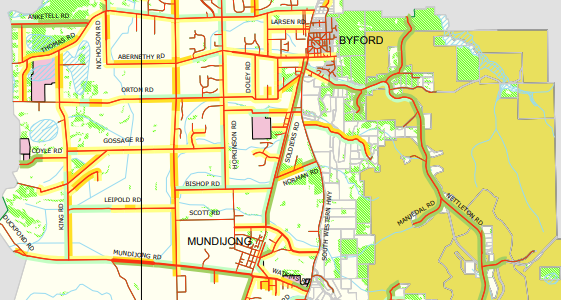 ANKETELL RD
LARSEN RD
THOMAS RD
NICHOLSON RD
BYFORD
ABERNETHY RD
DOLEY RD
ORTON RD
HOPKINSON RD
SOLDIERS RD
GOSSAGE RD
COYLE RD
NORMAN RD
BISHOP RD
LEIPOLD RD
KING RD
SOUTH WESTERN HWY
SCOTT RD
MANJEDAL RD
NETTLETON RD
DUCKPOND RD
MUNDIJONG
MUNDIJONG RD
WATKINS
RD